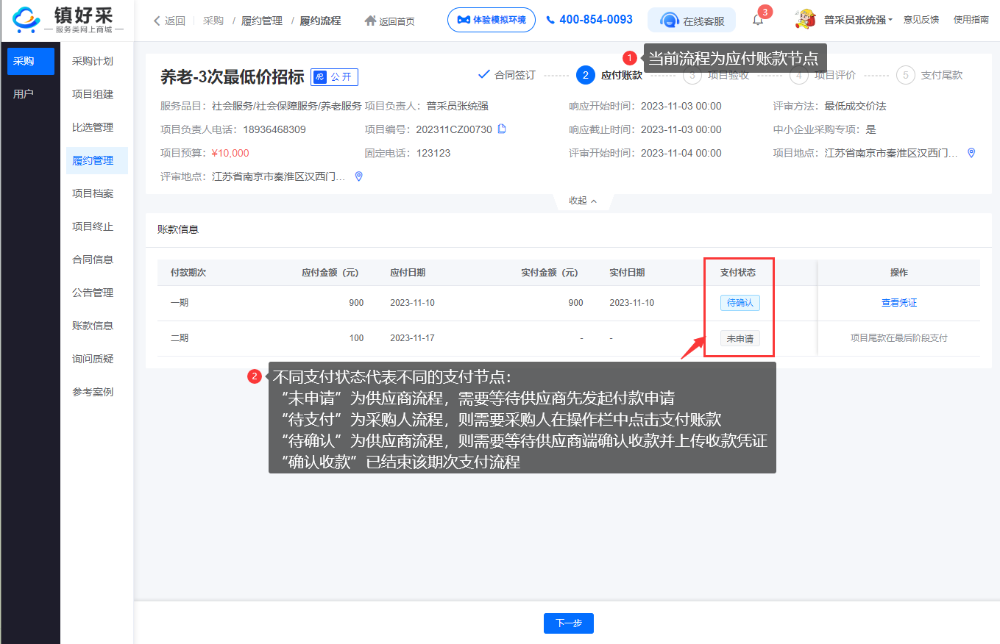 镇好采
服务类网上商城
返回 采购 / 履约管理 / 履约流程 返回首页 体验模拟环境 400-854-0093 在线客服 3 普采员张统强 意见反馈 使用指南
采购
用户
采购计划
项目组建
比选管理
履约管理
项目档案
项目终止
合同信息
公告管理
账款信息
询问质疑
参考案例
1 当前流程为应付账款节点
养老-3次最低价招标 公开 合同签订 2 应付账款 3 项目验收 4 项目评价 5 支付尾款
服务品目：社会服务/社会保障服务/养老服务 项目负责人：普采员张统强 响应开始时间：2023-11-03 00:00 评审方法：最低成交价法
项目负责人电话：18936468309 项目编号：202311CZ00730 响应截止时间：2023-11-03 00:00 中小企业采购专项：是
项目预算：¥10,000 固定电话：123123 评审开始时间：2023-11-04 00:00 项目地点：江苏省南京市秦淮区汉西门...
评审地点：江苏省南京市秦淮区汉西门...
收起
账款信息
付款期次 应付金额（元） 应付日期 实付金额（元） 实付日期 支付状态 操作
一期 900 2023-11-10 900 2023-11-10 待确认 查看凭证
二期 100 2023-11-17 - - 未申请 项目尾款在最后阶段支付
2 不同支付状态代表不同的支付节点：
“未申请”为供应商流程，需要等待供应商先发起付款申请
“待支付”为采购人流程，则需要采购人在操作栏中点击支付账款
“待确认”为供应商流程，则需要等待供应商端确认收款并上传收款凭证
“确认收款”已结束该期次支付流程
下一步